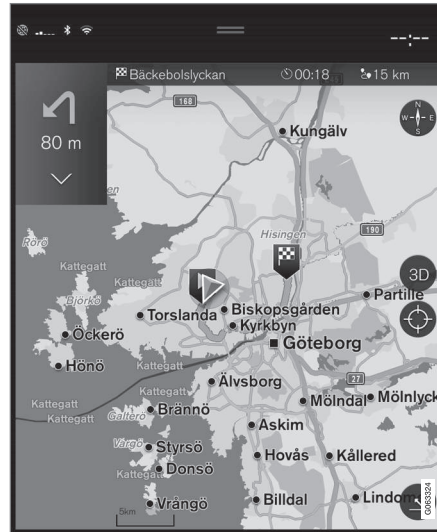 --:--
Bäckebolslyckan 00:18 15 km
80 m
168
Kungälv
N
W E
S
Rörö
Hisingen
190
Kattegatt
Kattegatt
3D
Björkö
Partille
Torslanda
Biskopsgården
Kyrkbyn
Öckerö
Göteborg
Hönö
Kattegatt
27
Älvsborg
Kattegatt
Mölndal
Mölnlyck
Brännö
Kattegatt
Galterö
Askim
Vargö
Styrsö
Hovås
Kållered
Donsö
Kattegatt
Vrångö
Billdal
Lindom
5km
G063324